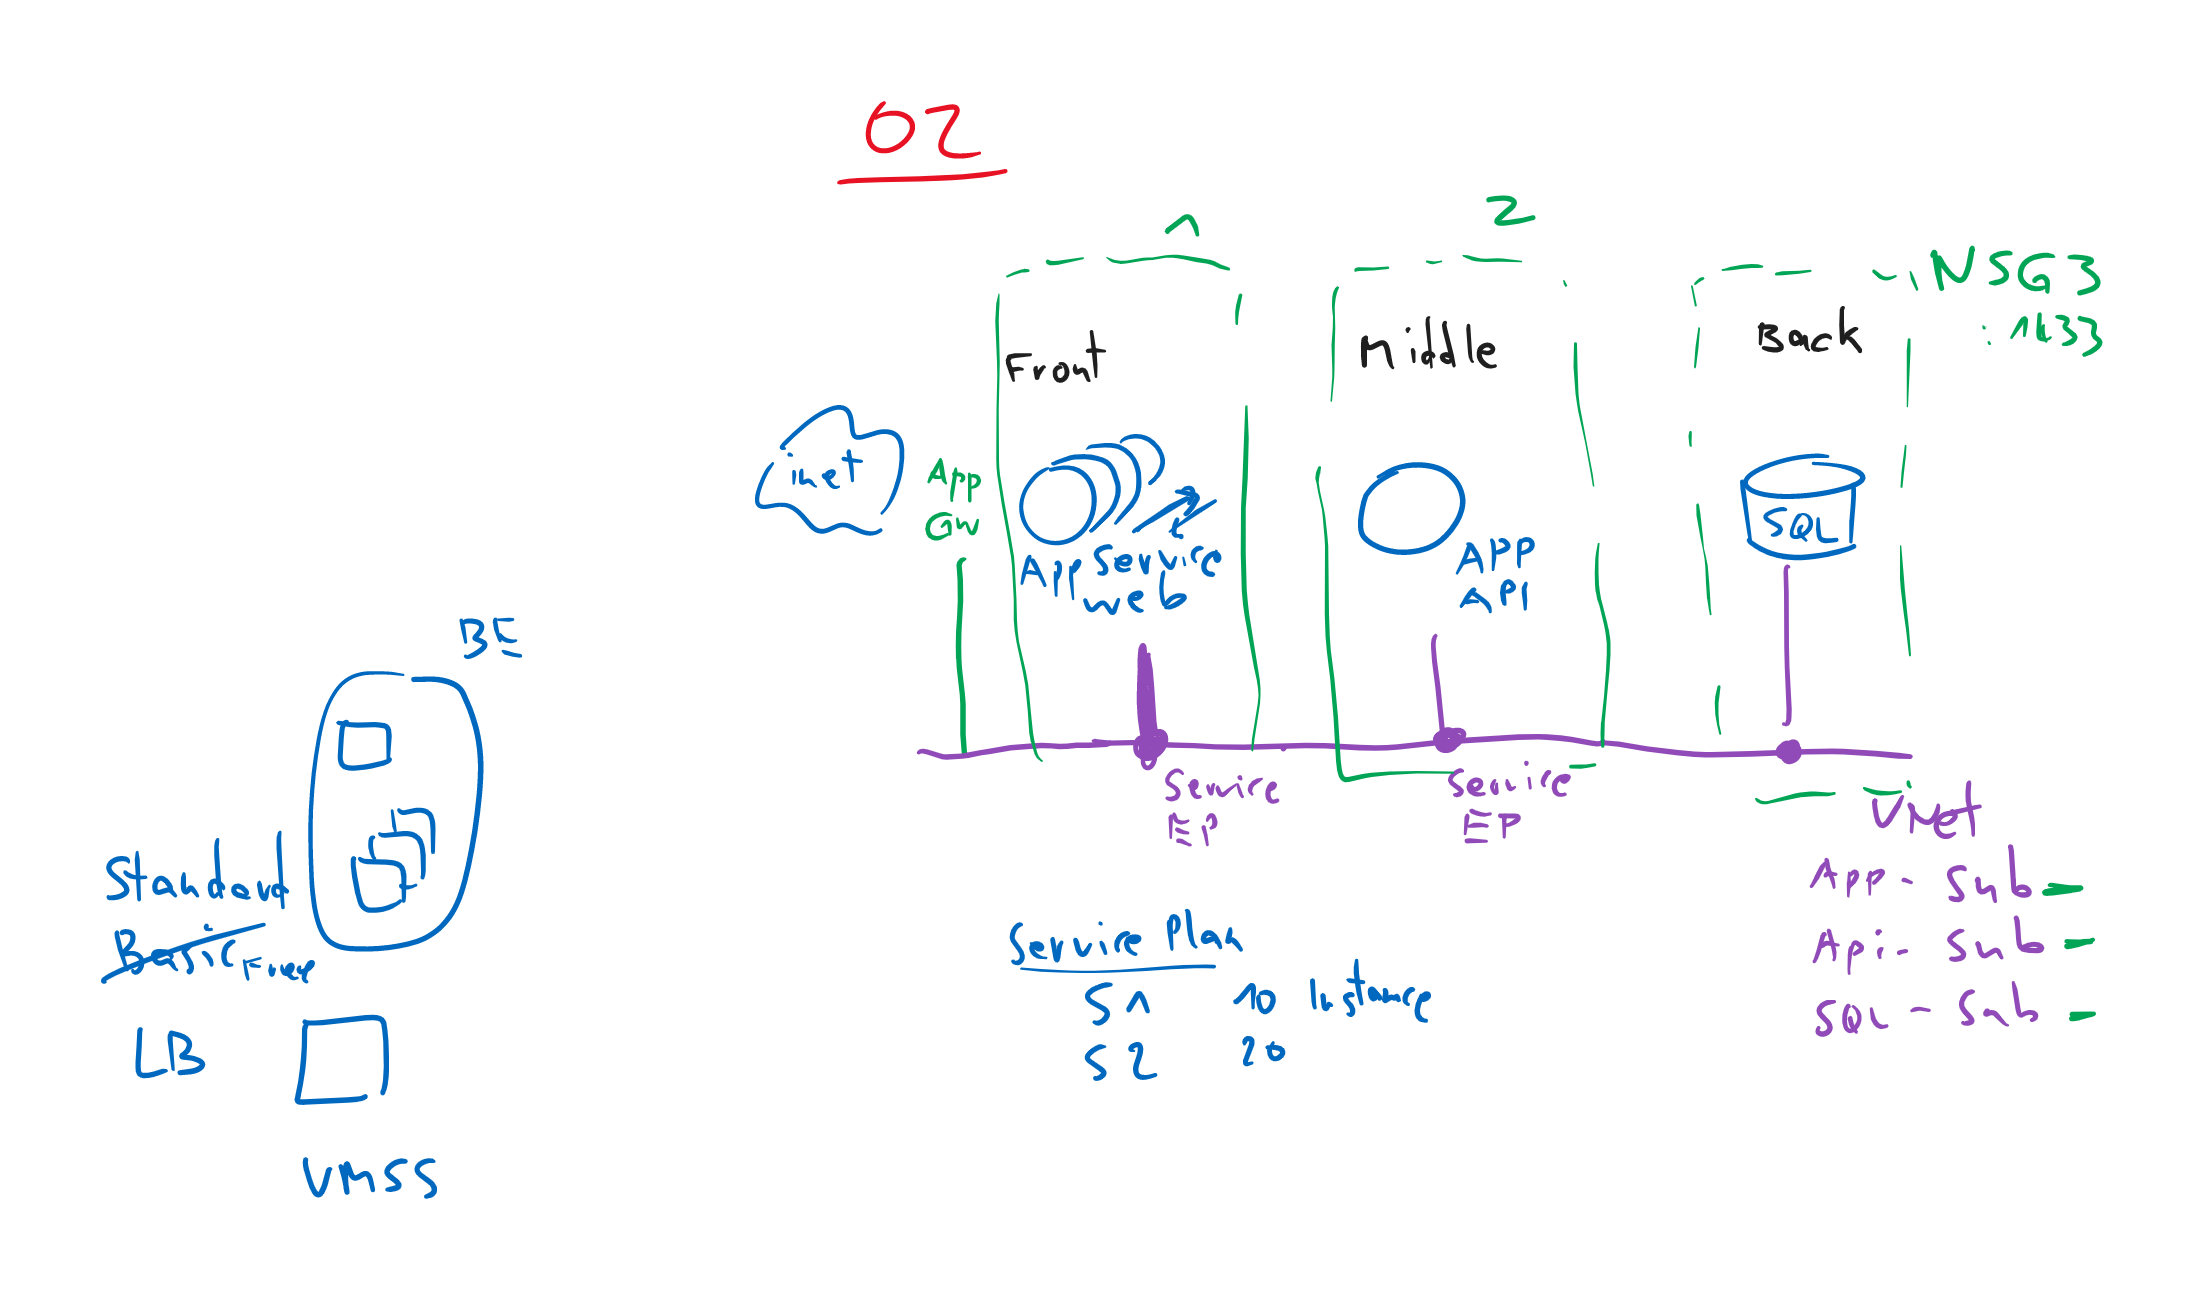 02
1
2
NSG3
: 1433
Front
Middle
Back
inet
App
GW
App Service
web
APP
API
SQL
BE
Service
EP
Service
EP
VNet
App - Sub -
Api - Sub -
SQL - Sub -
Standard
Basic Free
LB
VMSS
Service Plan
S1 10 Instance
S2 20